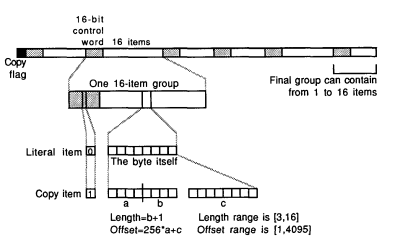 16-bit
control
word
16 items
Copy
flag
One 16-item group
Final group can contain
from 1 to 16 items
Literal item
0
The byte itself
Copy item
1
a
b
c
Length=b+1
Length range is [3,16]
Offset=256*a+c
Offset range is [1,4095]